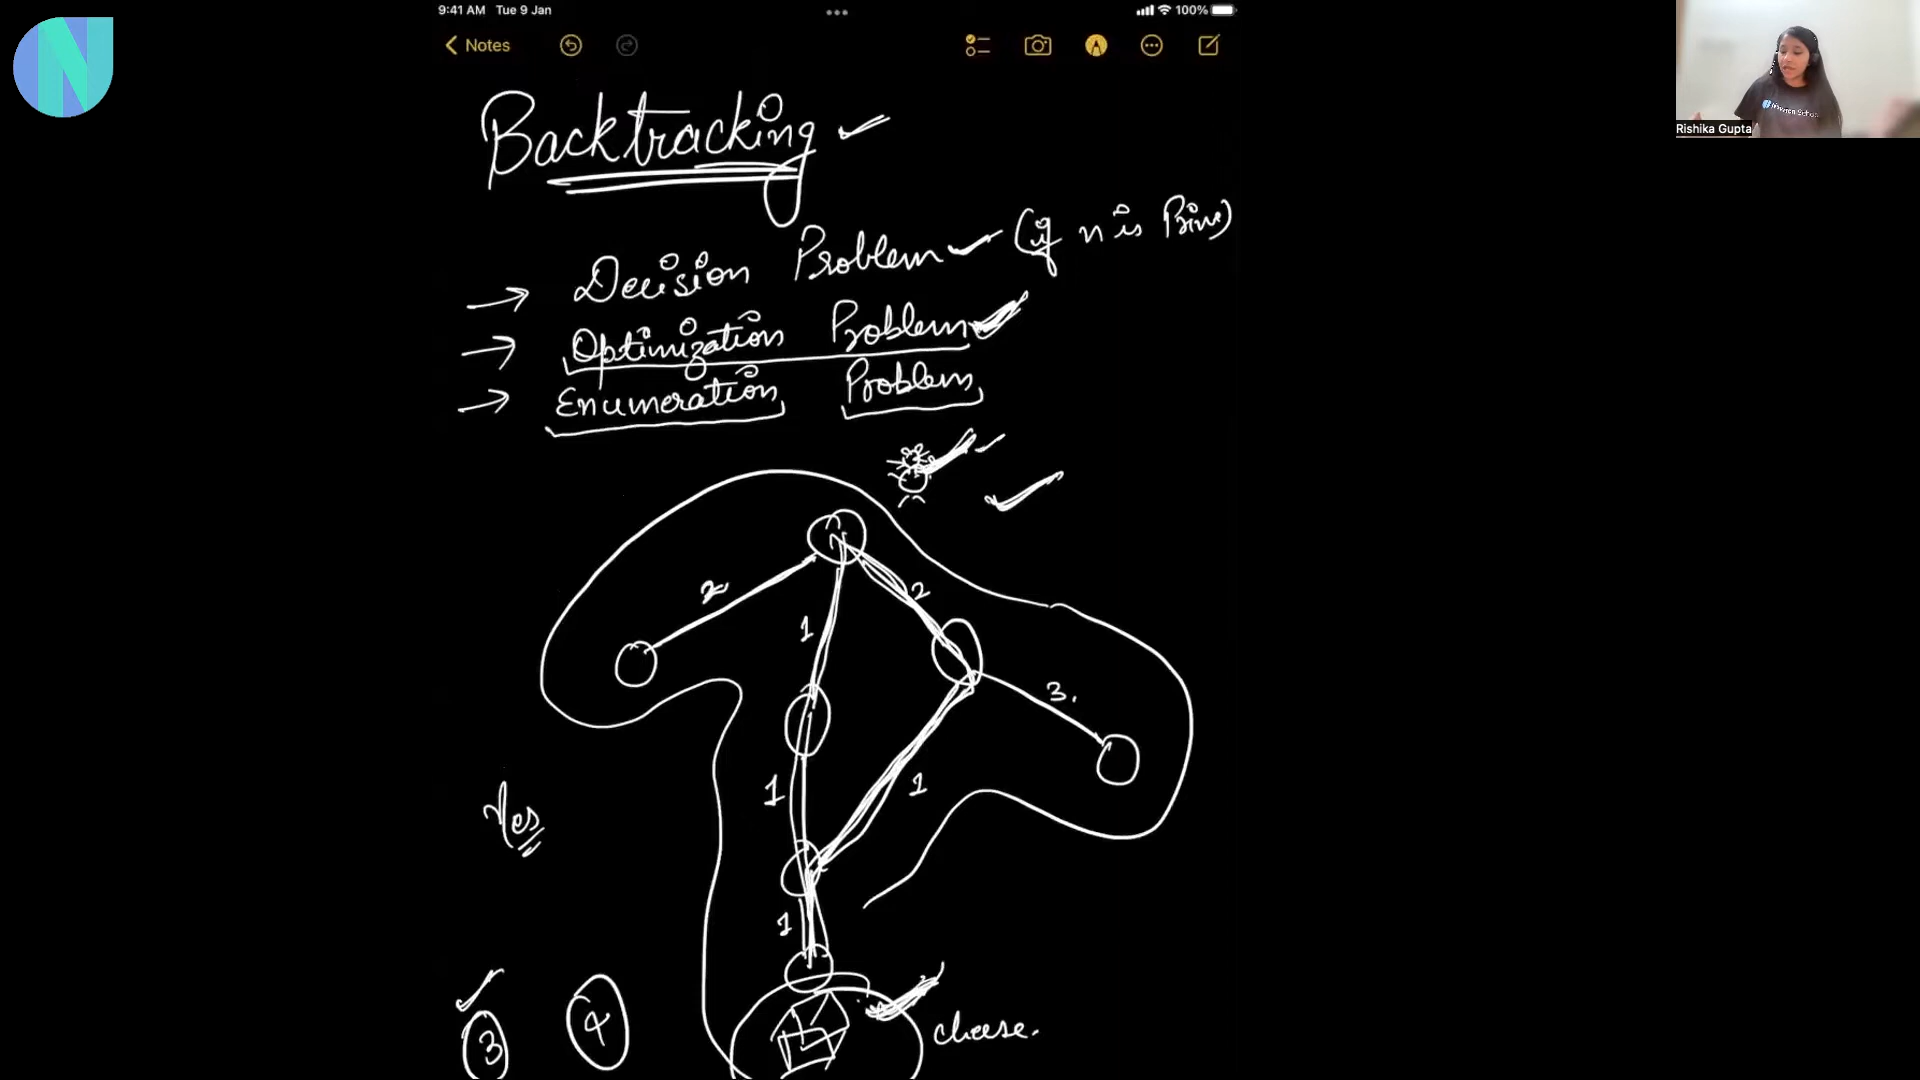 9:41 AM Tue 9 Jan
100%
Notes
Rishika Gupta
Backtracking
Decision Problem (if n is Prime)
Optimization Problem
Enumeration Problem
2
2
1
3.
1
1
1
Yes
3
4
cheese.